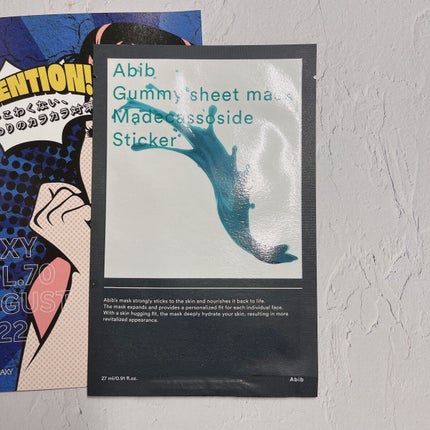 Abib
Gummy sheet mask
Madecassoside
Sticker
Abib's mask strongly sticks to the skin and nourishes it back to life.
The mask expands and provides a personalized fit for each individual face.
With a skin hugging fit, the mask deeply hydrate your skin, resulting in more
revitalized appearance.
27 ml/0.91 fl.oz.
Abib
ENTION!
こわくない、
りのカラカラ対策
XY
L.70
GUST
22
AXY